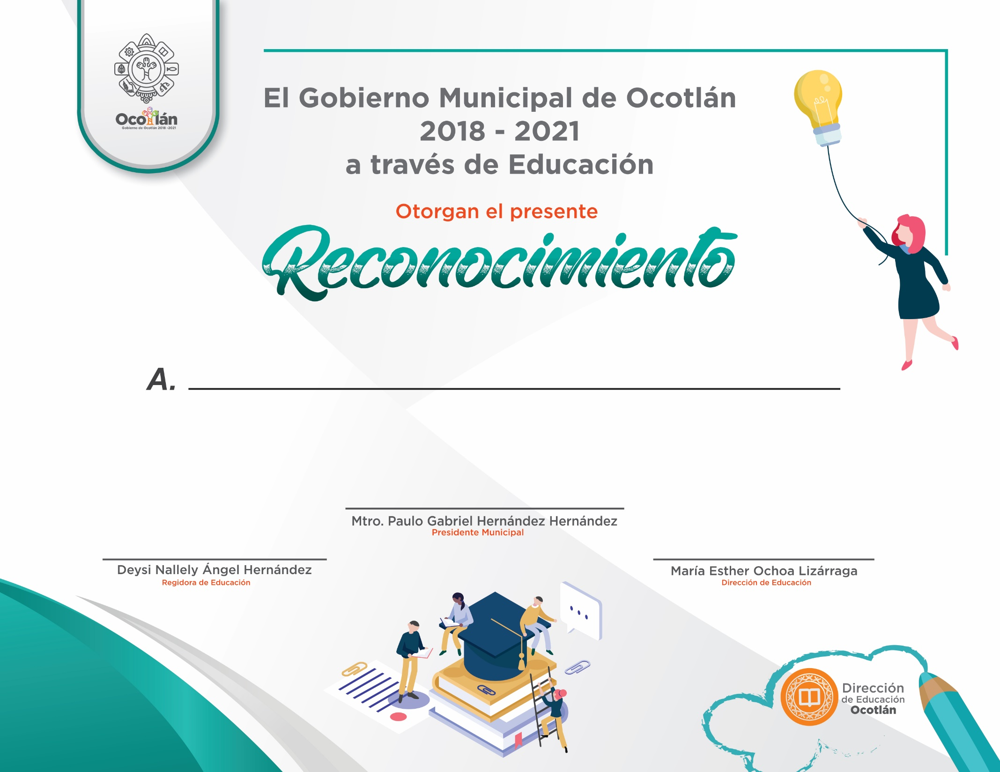 Ocotlán
Gobierno de Ocotlán 2018 -2021
El Gobierno Municipal de Ocotlán
2018 - 2021
a través de Educación
Otorgan el presente
Reconocimiento
A.
Mtro. Paulo Gabriel Hernández Hernández
Presidente Municipal
Deysi Nallely Ángel Hernández
Regidora de Educación
María Esther Ochoa Lizárraga
Dirección de Educación
Dirección
de Educación
Ocotlán